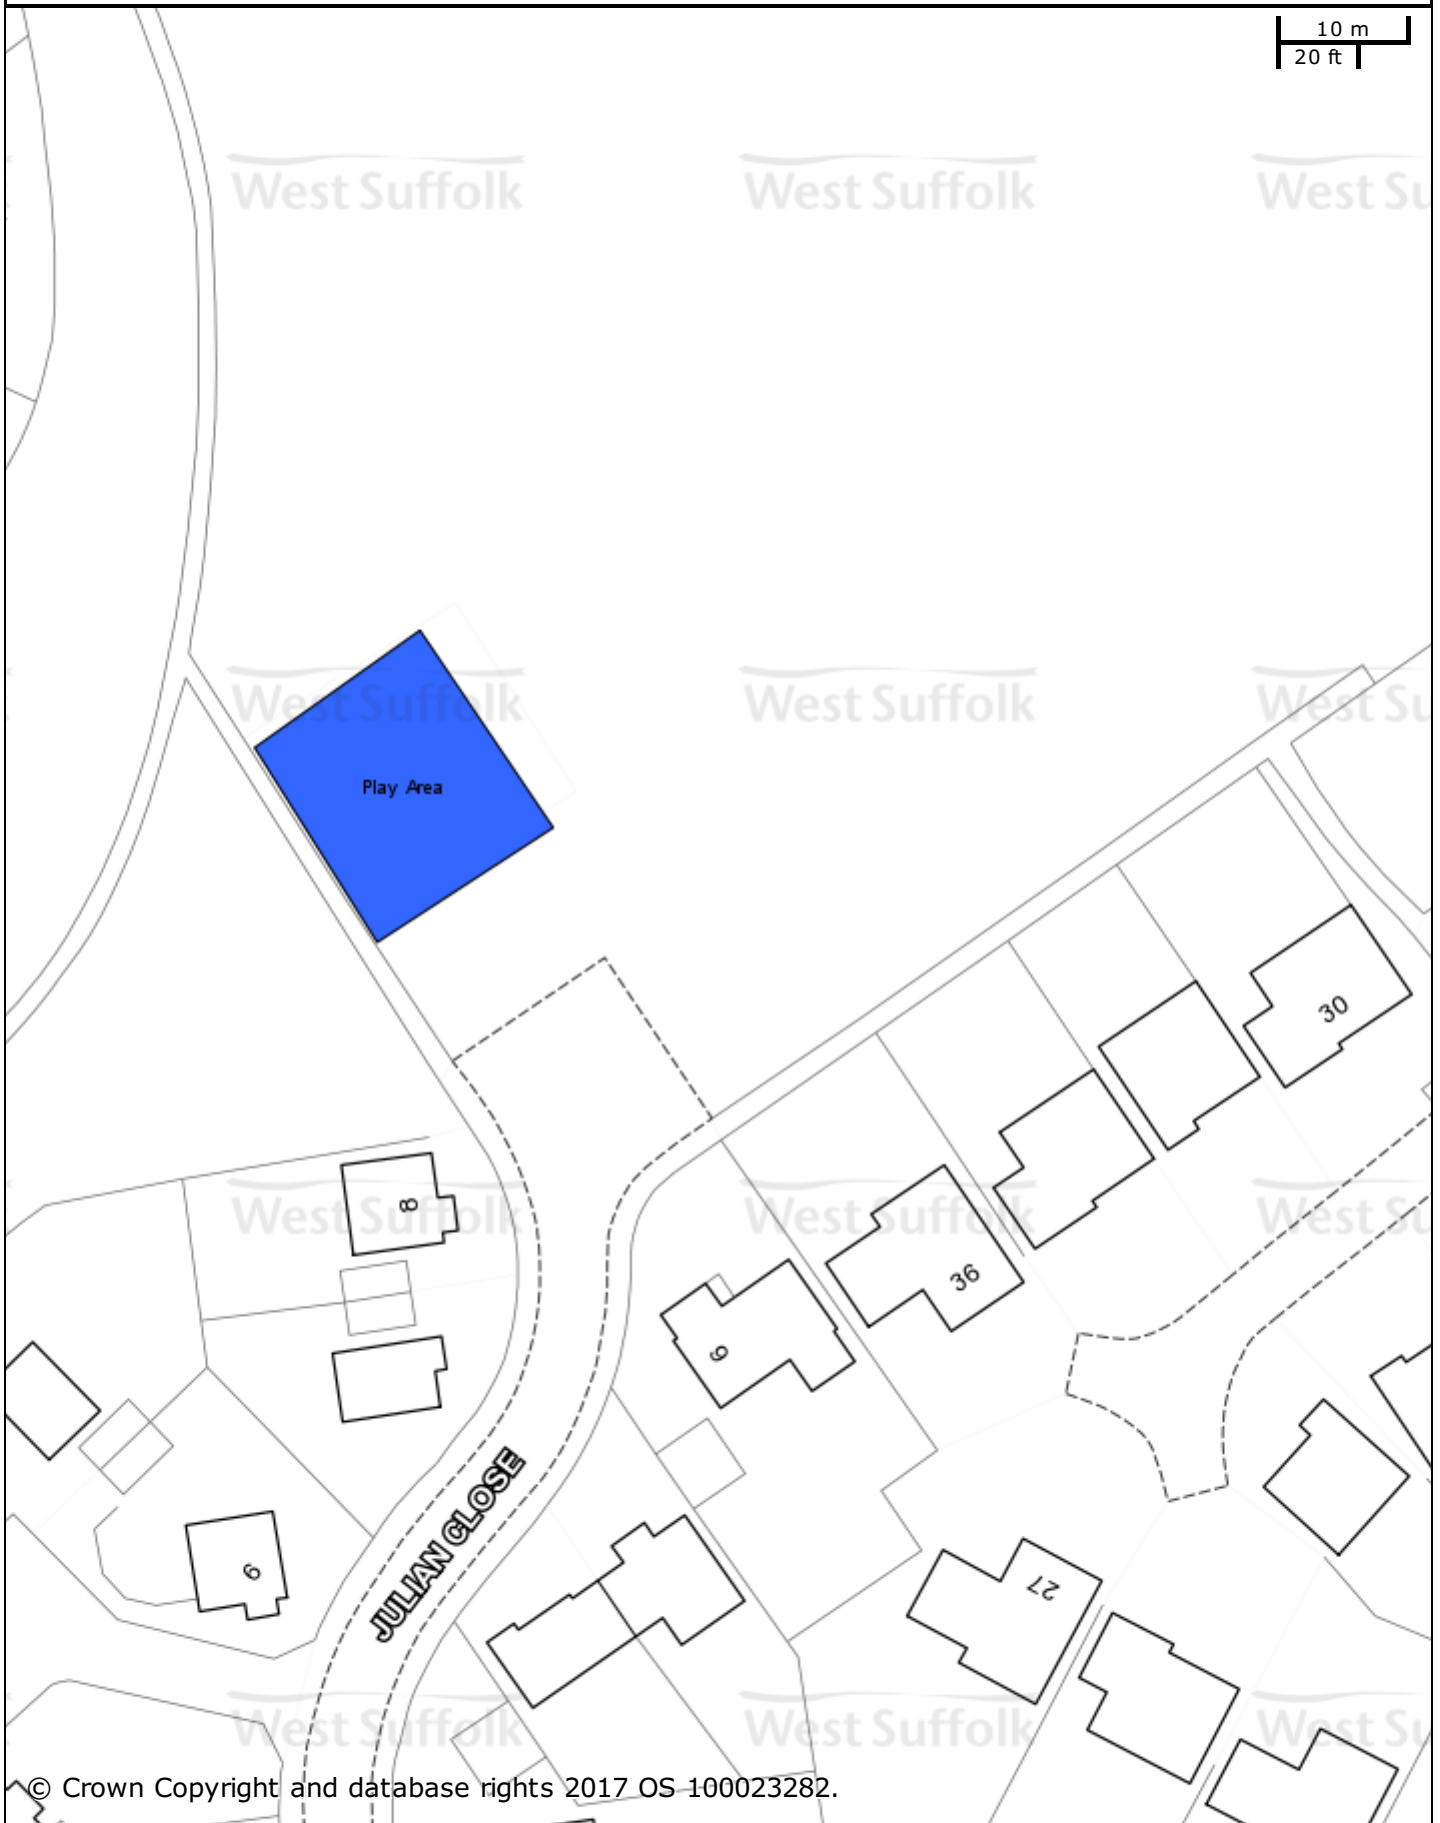 10 m
20 ft
West Suffolk
West Suffolk
West Su
West Suffolk
West Suffolk
West Su
Play Area
30
8
West Suffolk
West Suffolk
West Su
36
9
JULIAN CLOSE
6
27
West Suffolk
West Suffolk
West Su
© Crown Copyright and database rights 2017 OS 100023282.